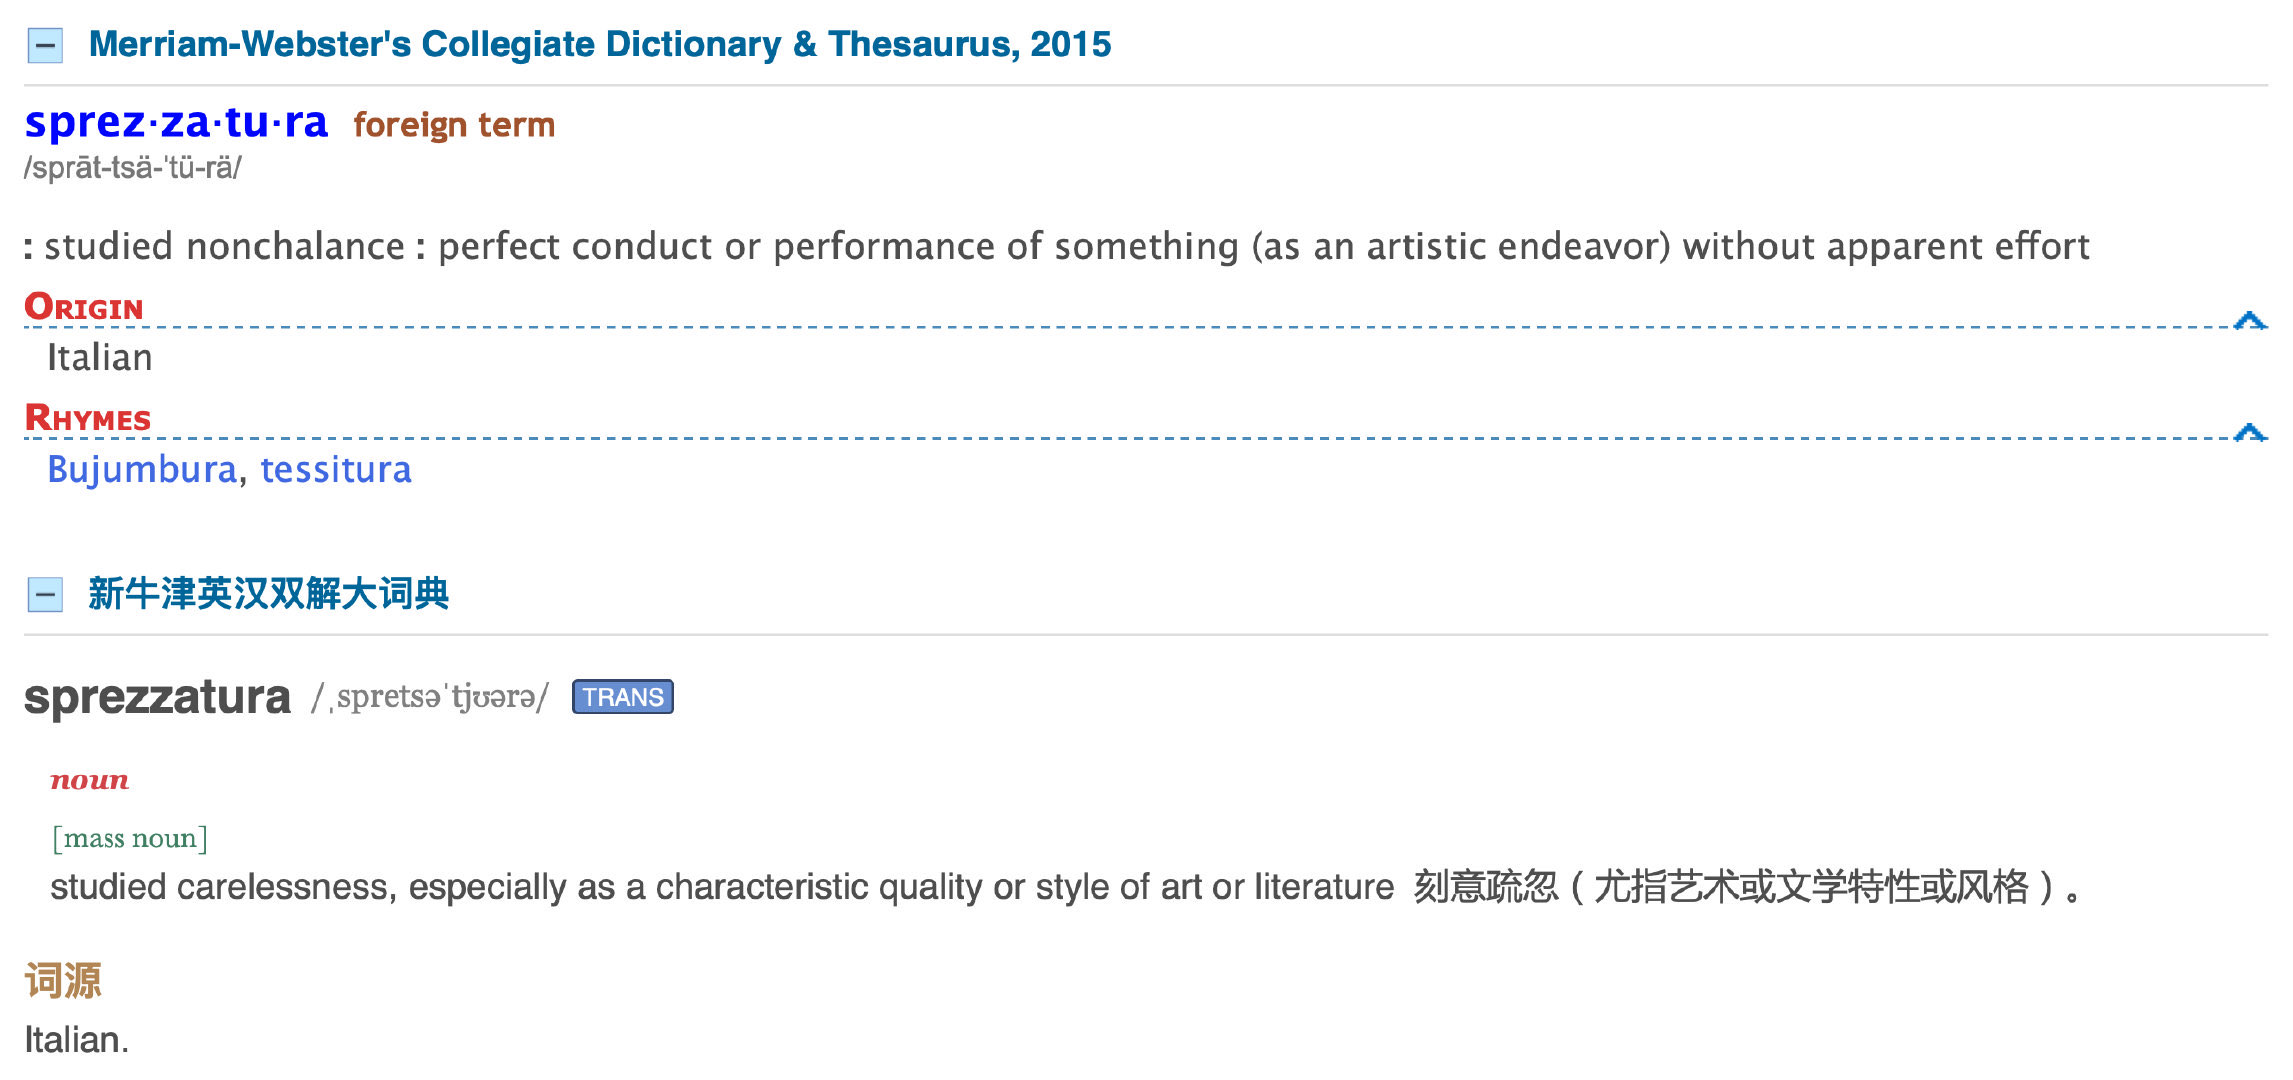 Merriam-Webster's Collegiate Dictionary & Thesaurus, 2015
sprez·za·tu·ra foreign term
/sprāt-tsä-ˈtü-rä/
: studied nonchalance : perfect conduct or performance of something (as an artistic endeavor) without apparent effort
ORIGIN
Italian
RHYMES
Bujumbura, tessitura
新牛津英汉双解大词典
sprezzatura /ˌspretsəˈtjʊərə/ TRANS
noun
[mass noun]
studied carelessness, especially as a characteristic quality or style of art or literature 刻意疏忽（尤指艺术或文学特性或风格）。
词源
Italian.